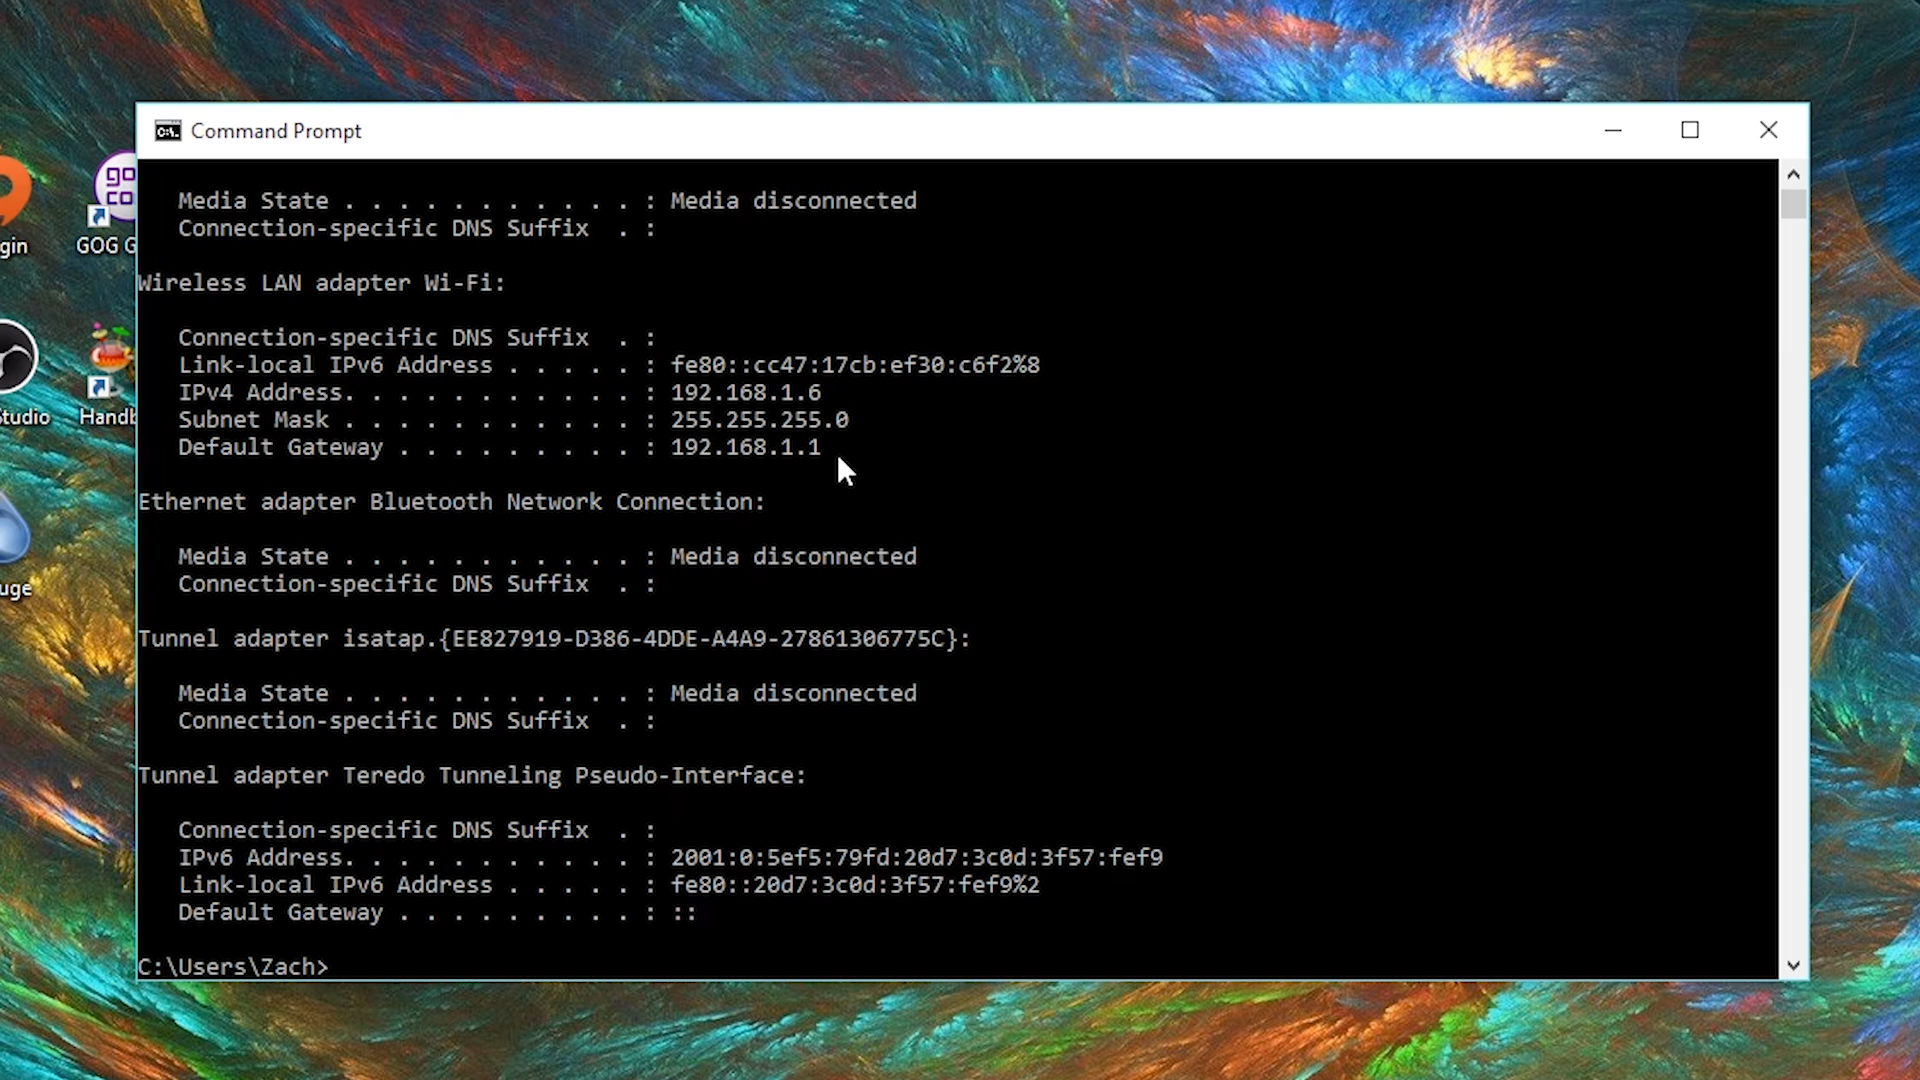 Command Prompt
Media State . . . . . . . . . . . : Media disconnected
Connection-specific DNS Suffix  . :
Wireless LAN adapter Wi-Fi:
Connection-specific DNS Suffix  . :
Link-local IPv6 Address . . . . . : fe80::cc47:17cb:ef30:c6f2%8
IPv4 Address. . . . . . . . . . . : 192.168.1.6
Subnet Mask . . . . . . . . . . . : 255.255.255.0
Default Gateway . . . . . . . . . : 192.168.1.1
Ethernet adapter Bluetooth Network Connection:
Media State . . . . . . . . . . . : Media disconnected
Connection-specific DNS Suffix  . :
Tunnel adapter isatap.{EE827919-D386-4DDE-A4A9-27861306775C}:
Media State . . . . . . . . . . . : Media disconnected
Connection-specific DNS Suffix  . :
Tunnel adapter Teredo Tunneling Pseudo-Interface:
Connection-specific DNS Suffix  . :
IPv6 Address. . . . . . . . . . . : 2001:0:5ef5:79fd:20d7:3c0d:3f57:fef9
Link-local IPv6 Address . . . . . : fe80::20d7:3c0d:3f57:fef9%2
Default Gateway . . . . . . . . . : ::
C:\Users\Zach>
gin
GOG G
Studio
Handb
uge